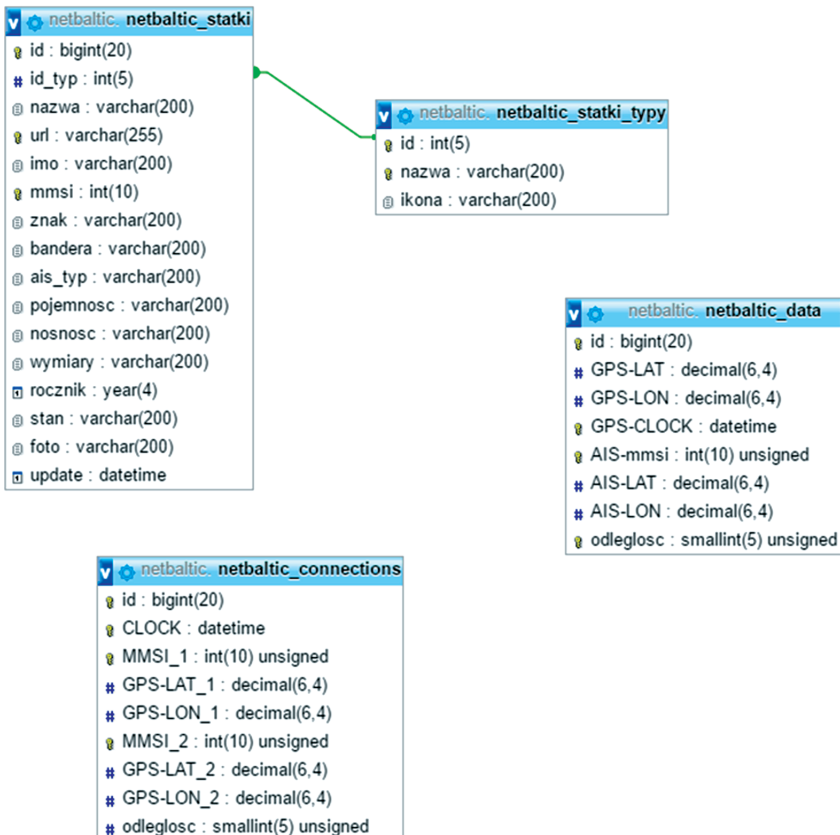 netbaltic. netbaltic_statki
id : bigint(20)
id_typ : int(5)
nazwa : varchar(200)
url : varchar(255)
imo : varchar(200)
mmsi : int(10)
znak : varchar(200)
bandera : varchar(200)
ais_typ : varchar(200)
pojemnosc : varchar(200)
nosnosc : varchar(200)
wymiary : varchar(200)
rocznik : year(4)
stan : varchar(200)
foto : varchar(200)
update : datetime
netbaltic. netbaltic_statki_typy
id : int(5)
nazwa : varchar(200)
ikona : varchar(200)
netbaltic. netbaltic_data
id : bigint(20)
GPS-LAT : decimal(6,4)
GPS-LON : decimal(6,4)
GPS-CLOCK : datetime
AIS-mmsi : int(10) unsigned
AIS-LAT : decimal(6,4)
AIS-LON : decimal(6,4)
odleglosc : smallint(5) unsigned
netbaltic. netbaltic_connections
id : bigint(20)
CLOCK : datetime
MMSI_1 : int(10) unsigned
GPS-LAT_1 : decimal(6,4)
GPS-LON_1 : decimal(6,4)
MMSI_2 : int(10) unsigned
GPS-LAT_2 : decimal(6,4)
GPS-LON_2 : decimal(6,4)
odleglosc : smallint(5) unsigned